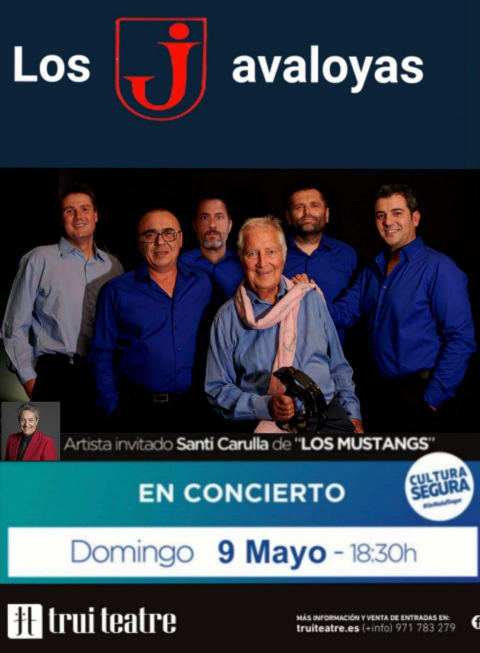 Los Javaloyas
Artista invitado Santi Carulla de "LOS MUSTANGS"
CULTURA
SEGURA
EN CONCIERTO
Domingo 9 Mayo - 18:30h
trui teatre
MÁS INFORMACIÓN Y VENTA DE ENTRADAS EN:
truiteatre.es (+info) 971 783 279